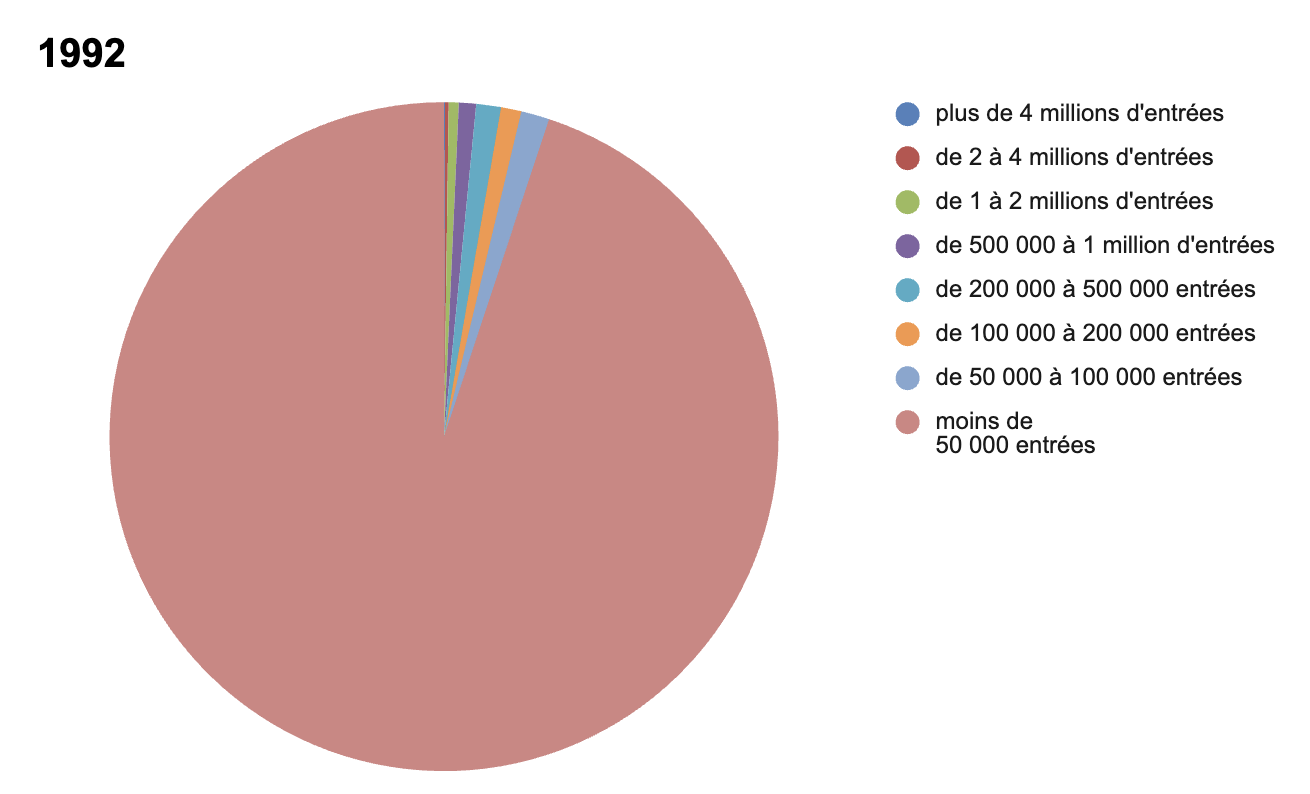 1992
plus de 4 millions d'entrées
de 2 à 4 millions d'entrées
de 1 à 2 millions d'entrées
de 500 000 à 1 million d'entrées
de 200 000 à 500 000 entrées
de 100 000 à 200 000 entrées
de 50 000 à 100 000 entrées
moins de
50 000 entrées